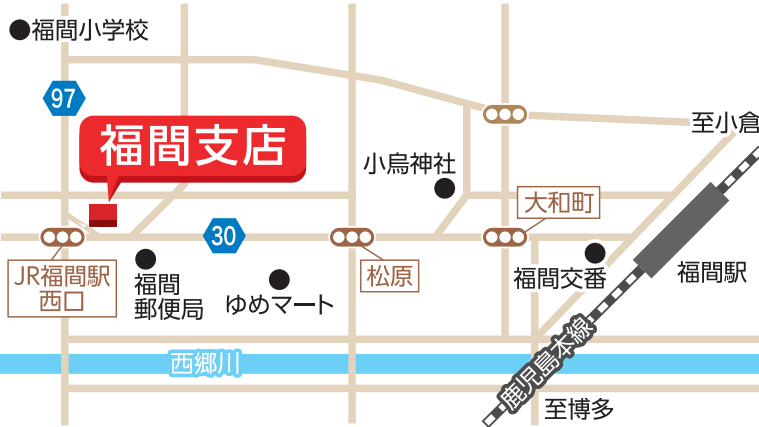 福間小学校
97
至小倉
福間支店
小烏神社
大和町
30
JR福間駅
西口
福間
郵便局
ゆめマート
松原
福間交番
福間駅
西郷川
鹿児島本線
至博多